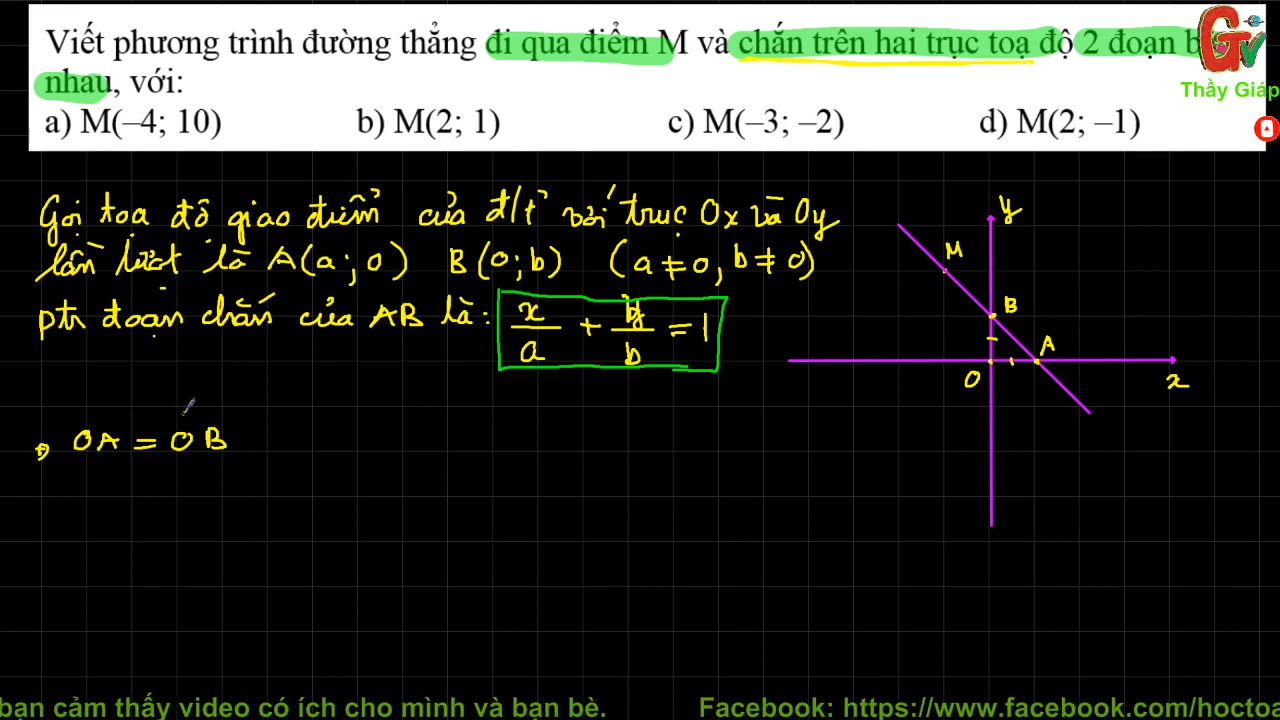 Viết phương trình đường thẳng đi qua điểm M và chắn trên hai trục toạ độ 2 đoạn b
nhau, với:
a) M(–4; 10) b) M(2; 1) c) M(–3; –2) d) M(2; –1)
GV
Thầy Giáp
Gọi tọa độ giao điểm của đ/t với trục Ox và Oy
lần lượt là A(a; 0) B(0; b) (a ≠ 0, b ≠ 0)
ptr đoạn chắn của AB là: x/a + y/b = 1
OA = OB
y
M
B
A
O
x
bạn cảm thấy video có ích cho mình và bạn bè. Facebook: https://www.facebook.com/hoctoa